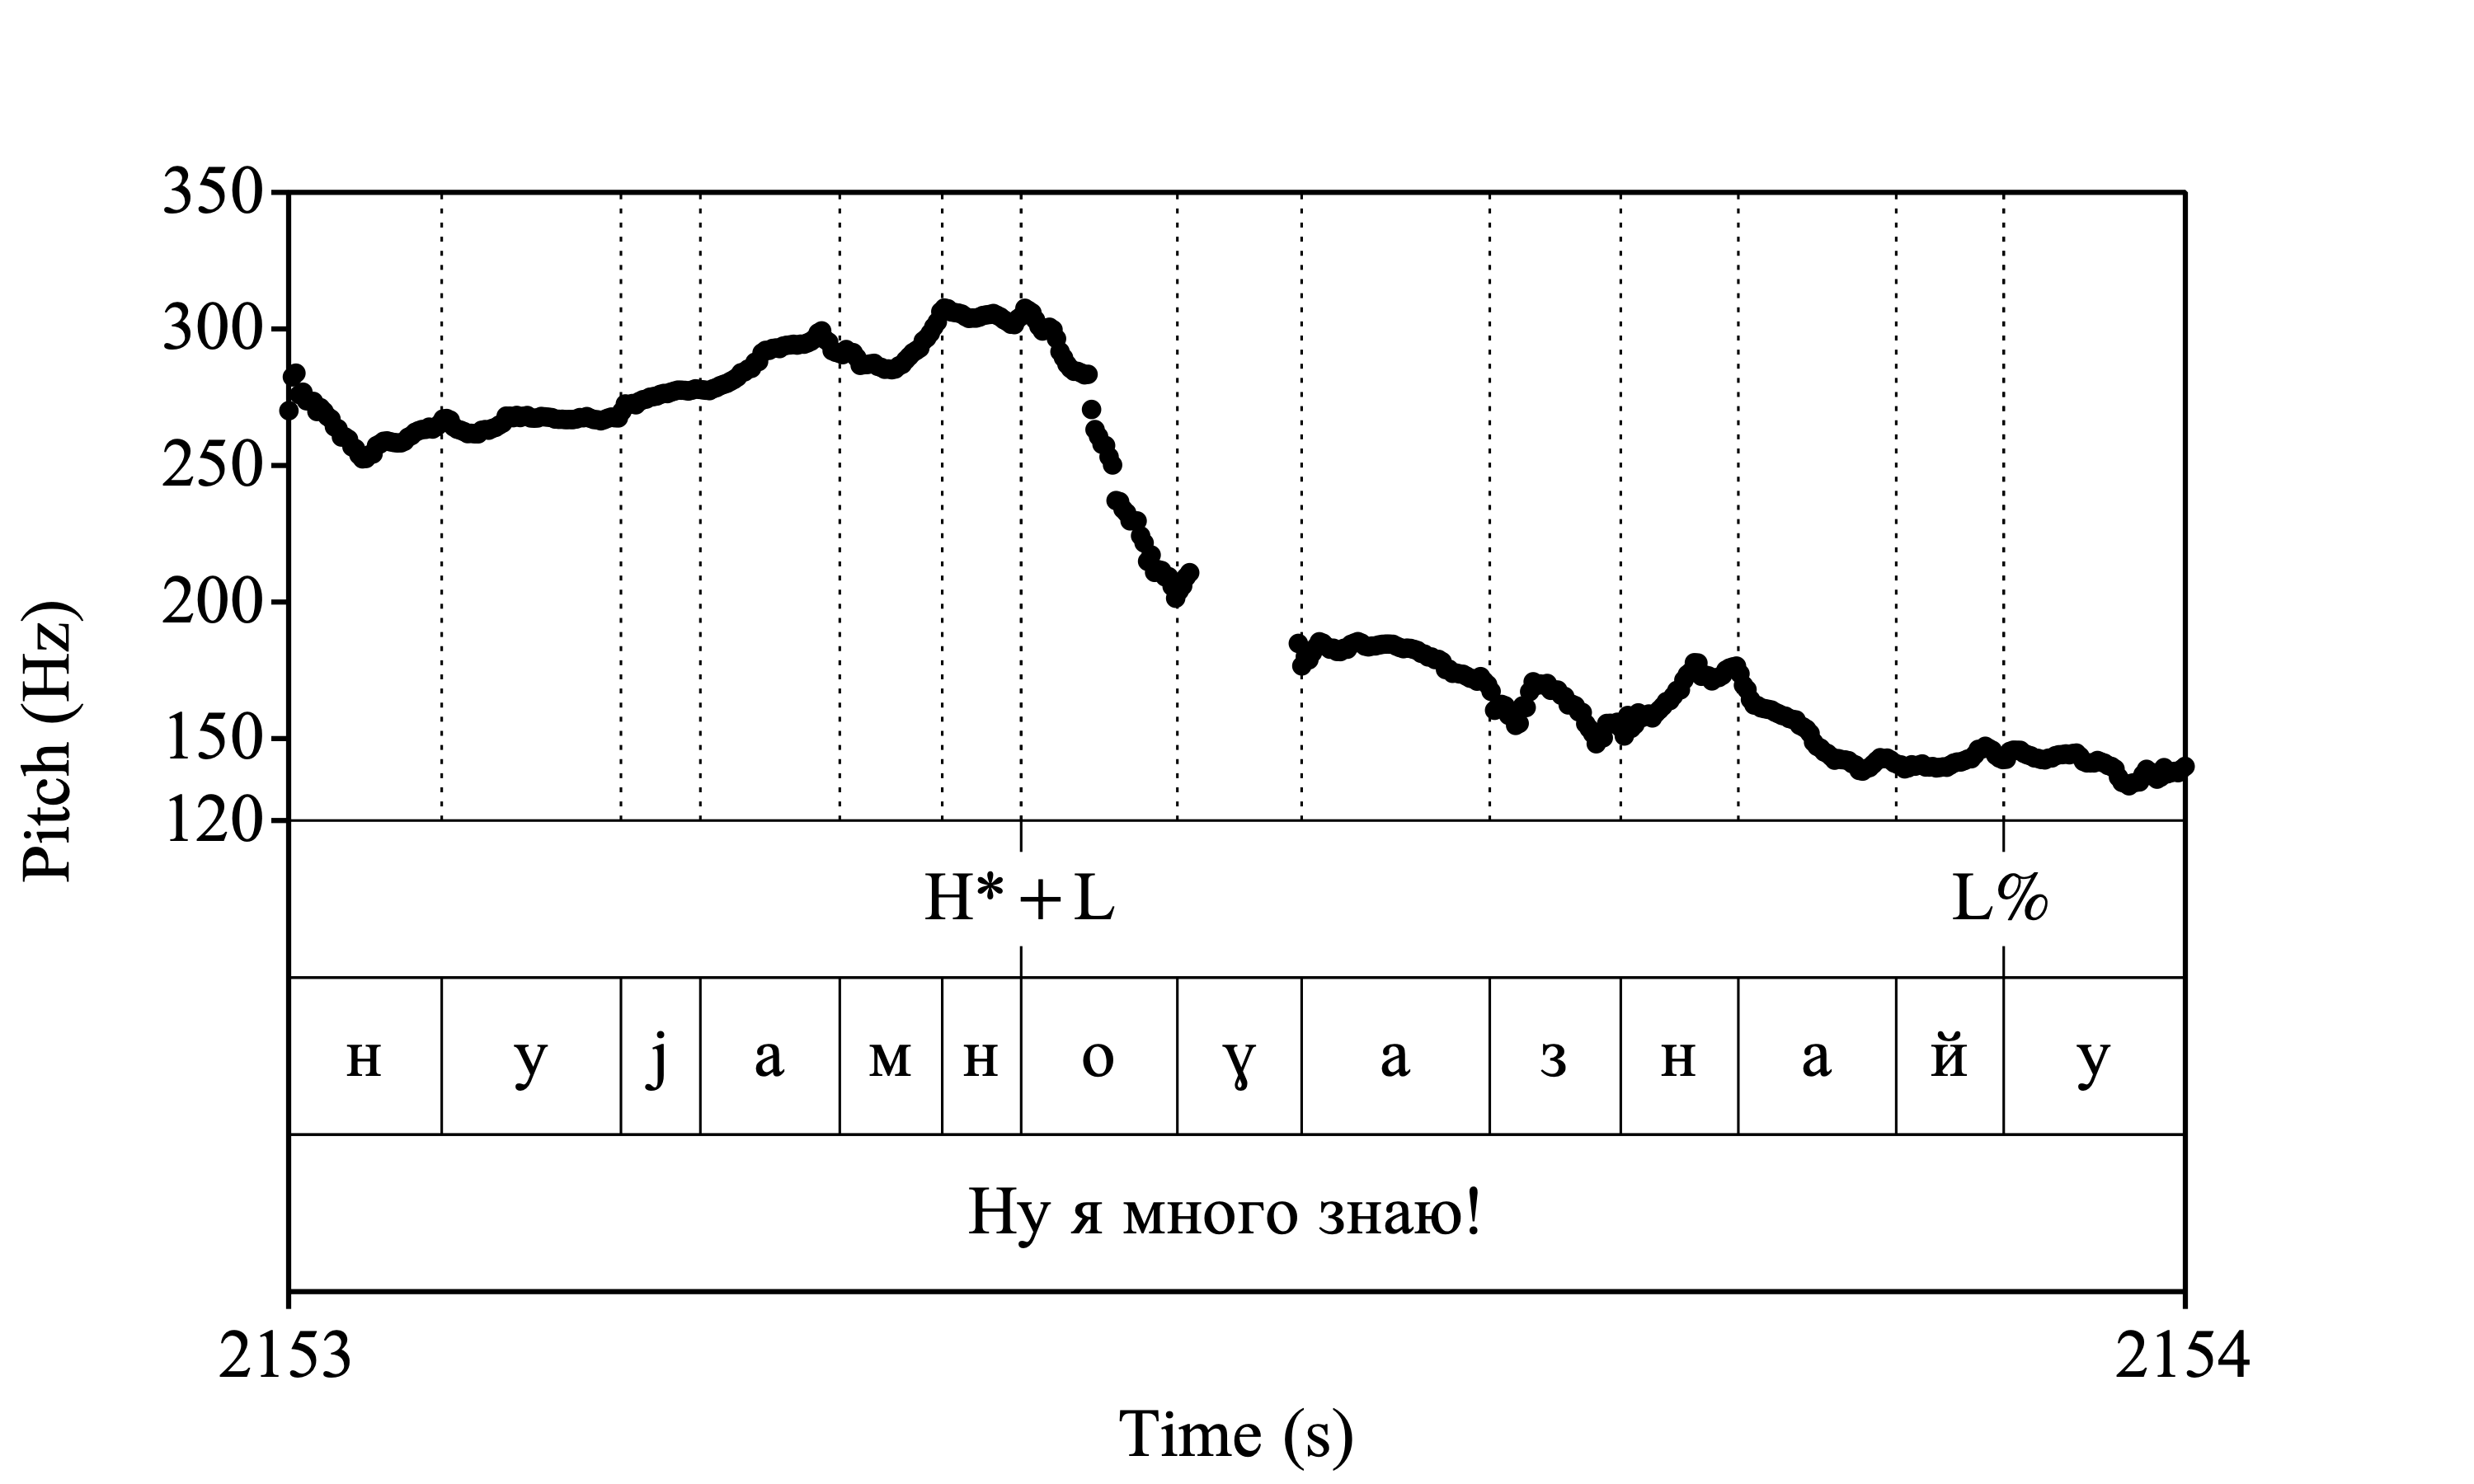 350
300
250
200
150
120
Pitch (Hz)
H*+L L%
н у j а м н о ɣ а з н а й у
Ну я много знаю!
2153 2154
Time (s)